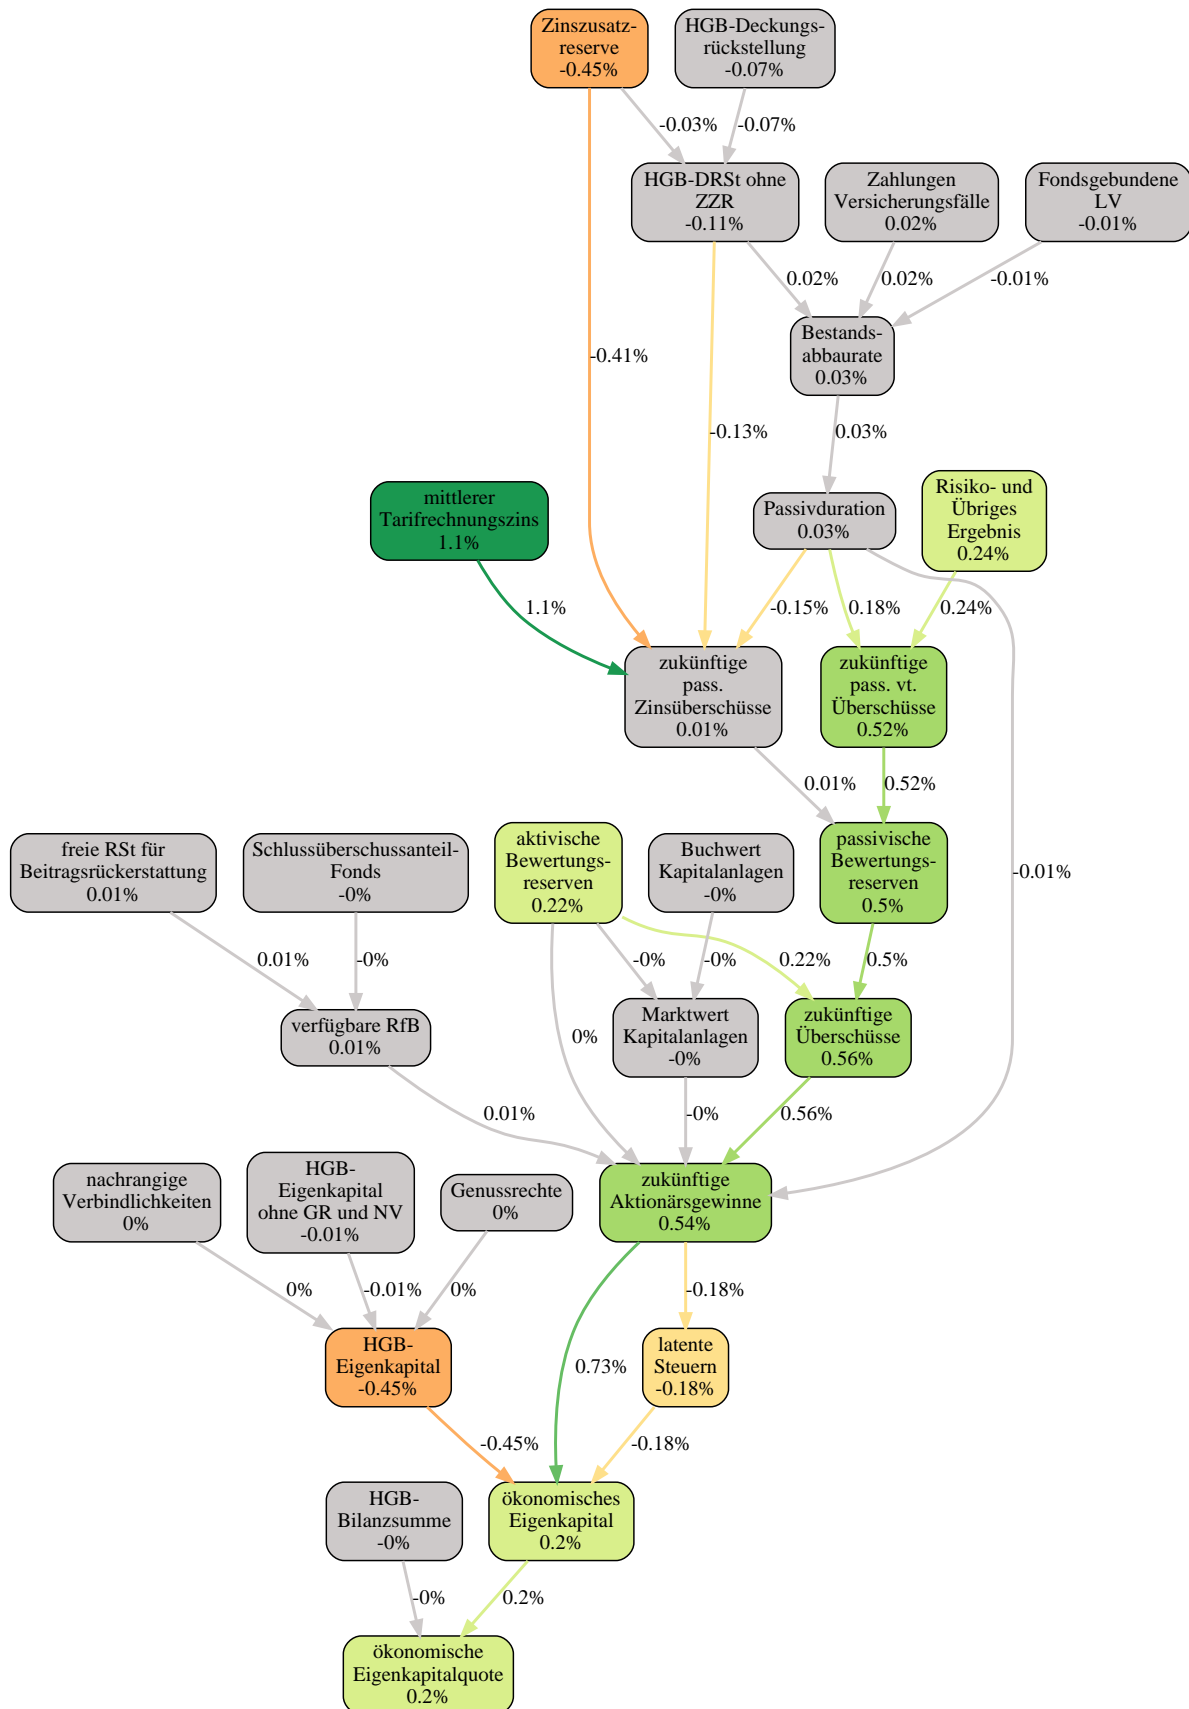 Zinszusatz-
reserve
-0.45%
HGB-Deckungs-
rückstellung
-0.07%
-0.03%
-0.07%
HGB-DRSt ohne
ZZR
-0.11%
Zahlungen
Versicherungsfälle
0.02%
Fondsgebundene
LV
-0.01%
0.02%
0.02%
-0.01%
Bestands-
abbaurate
0.03%
-0.41%
-0.13%
0.03%
mittlerer
Tarifrechnungszins
1.1%
Passivduration
0.03%
Risiko- und
Übriges
Ergebnis
0.24%
1.1%
-0.15%
0.18%
0.24%
zukünftige
pass.
Zinsüberschüsse
0.01%
zukünftige
pass. vt.
Überschüsse
0.52%
0.01%
0.52%
freie RSt für
Beitragsrückerstattung
0.01%
Schlussüberschussanteil-
Fonds
-0%
aktivische
Bewertungs-
reserven
0.22%
Buchwert
Kapitalanlagen
-0%
passivische
Bewertungs-
reserven
0.5%
-0.01%
0.01%
-0%
-0%
-0%
0.22%
0.5%
verfügbare RfB
0.01%
0%
Marktwert
Kapitalanlagen
-0%
zukünftige
Überschüsse
0.56%
0.01%
-0%
0.56%
nachrangige
Verbindlichkeiten
0%
HGB-
Eigenkapital
ohne GR und NV
-0.01%
Genussrechte
0%
zukünftige
Aktionärsgewinne
0.54%
0%
-0.01%
0%
-0.18%
HGB-
Eigenkapital
-0.45%
0.73%
latente
Steuern
-0.18%
-0.45%
-0.18%
HGB-
Bilanzsumme
-0%
ökonomisches
Eigenkapital
0.2%
-0%
0.2%
ökonomische
Eigenkapitalquote
0.2%